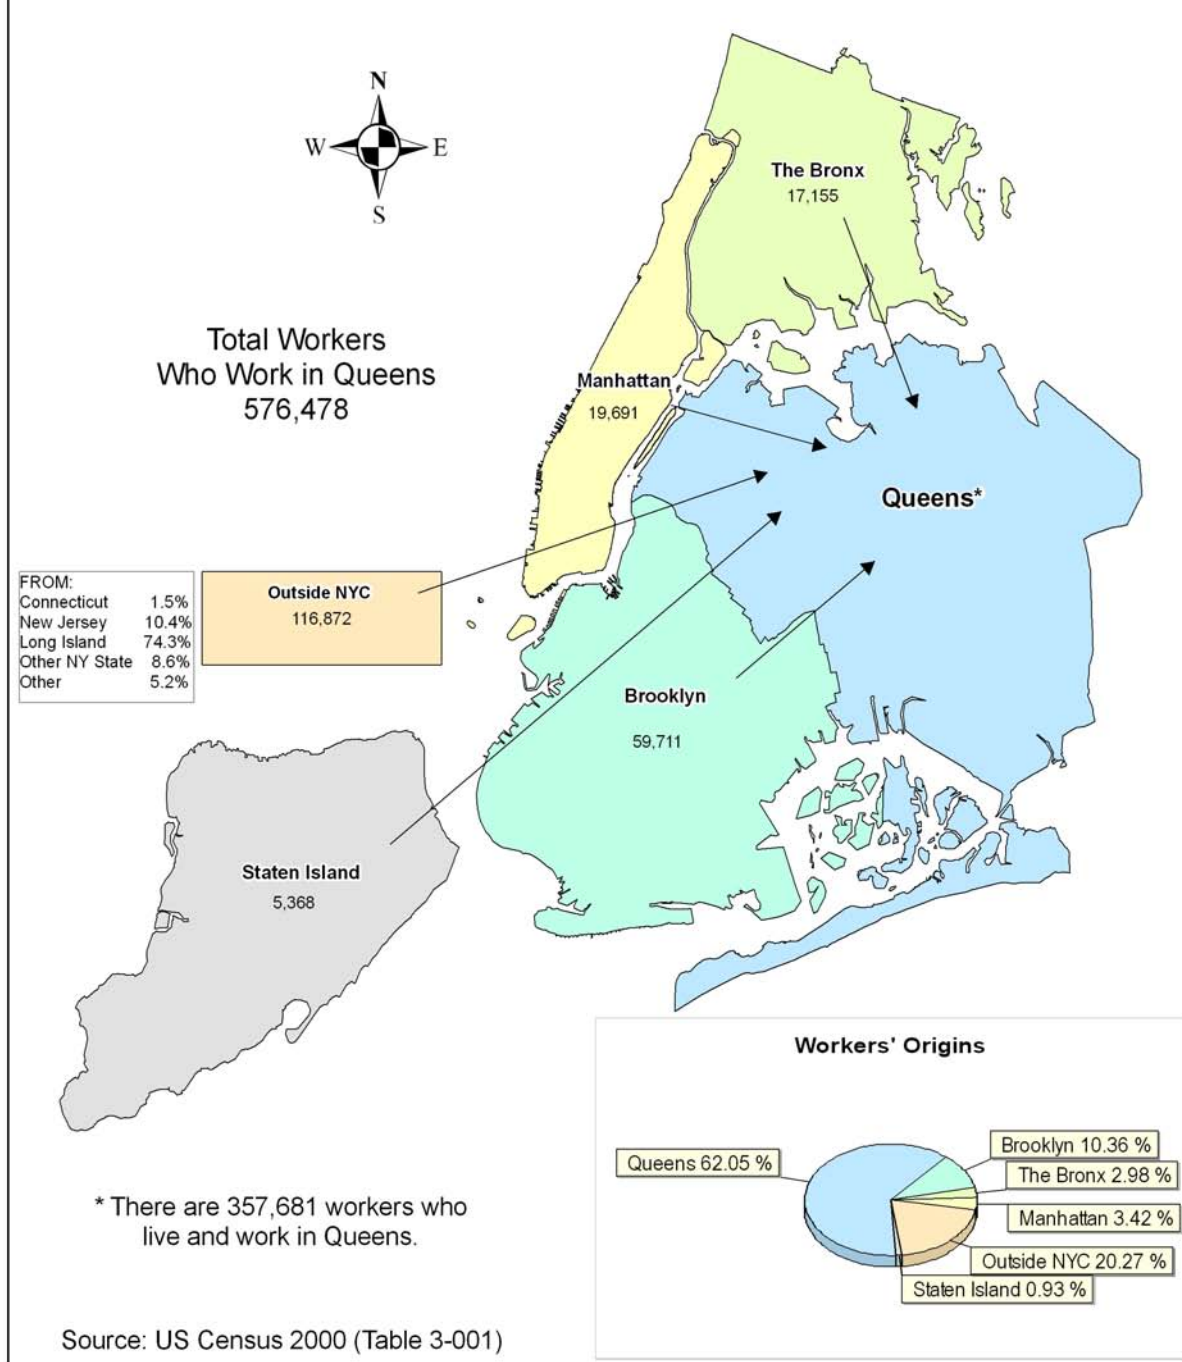 N
W E
S
The Bronx
17,155
Total Workers
Who Work in Queens
576,478
Manhattan
19,691
Queens*
FROM:
Connecticut 1.5%
New Jersey 10.4%
Long Island 74.3%
Other NY State 8.6%
Other 5.2%
Outside NYC
116,872
Brooklyn
59,711
Staten Island
5,368
Workers' Origins
Queens 62.05 %
Brooklyn 10.36 %
The Bronx 2.98 %
Manhattan 3.42 %
Outside NYC 20.27 %
Staten Island 0.93 %
* There are 357,681 workers who
live and work in Queens.
Source: US Census 2000 (Table 3-001)